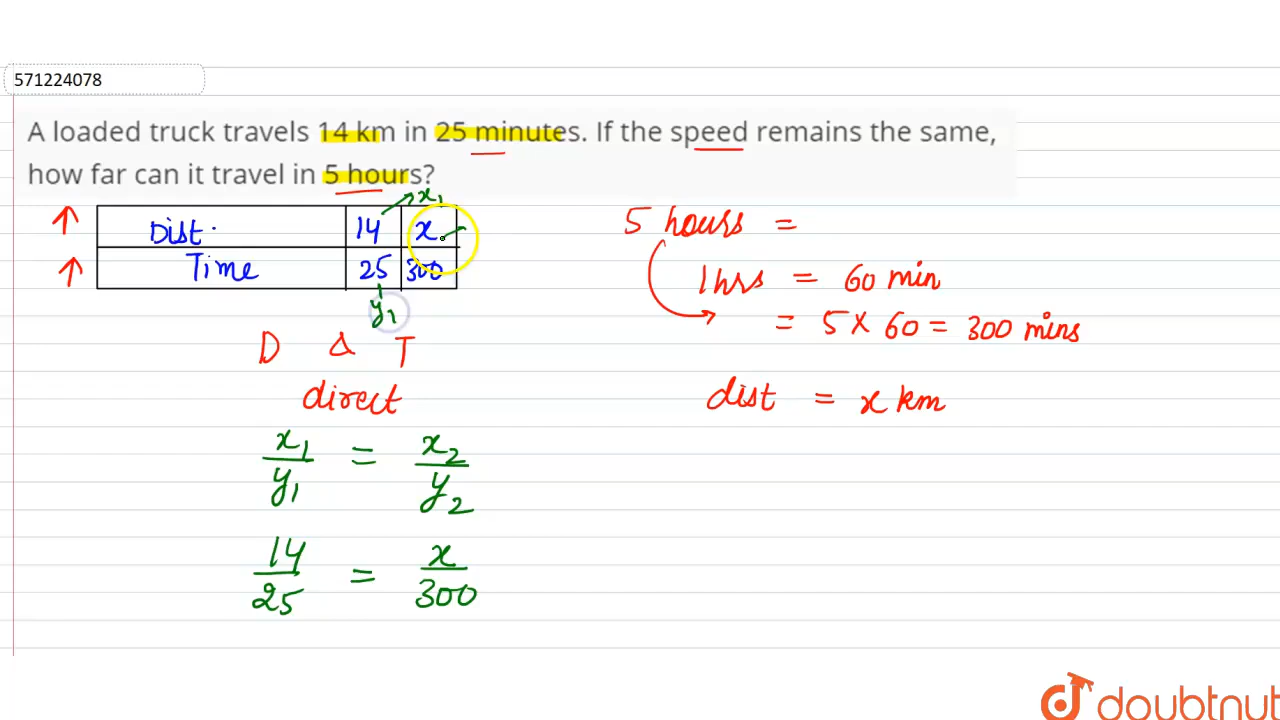 571224078
A loaded truck travels 14 km in 25 minutes. If the speed remains the same,
how far can it travel in 5 hours?
x₁
Dist. 14 x
Time 25 300
y₁
D ∆ T
direct
x₁/y₁ = x₂/y₂
14/25 = x/300
5 hours =
1hrs = 60 min
= 5 × 60 = 300 mins
dist = x km
doubtnut